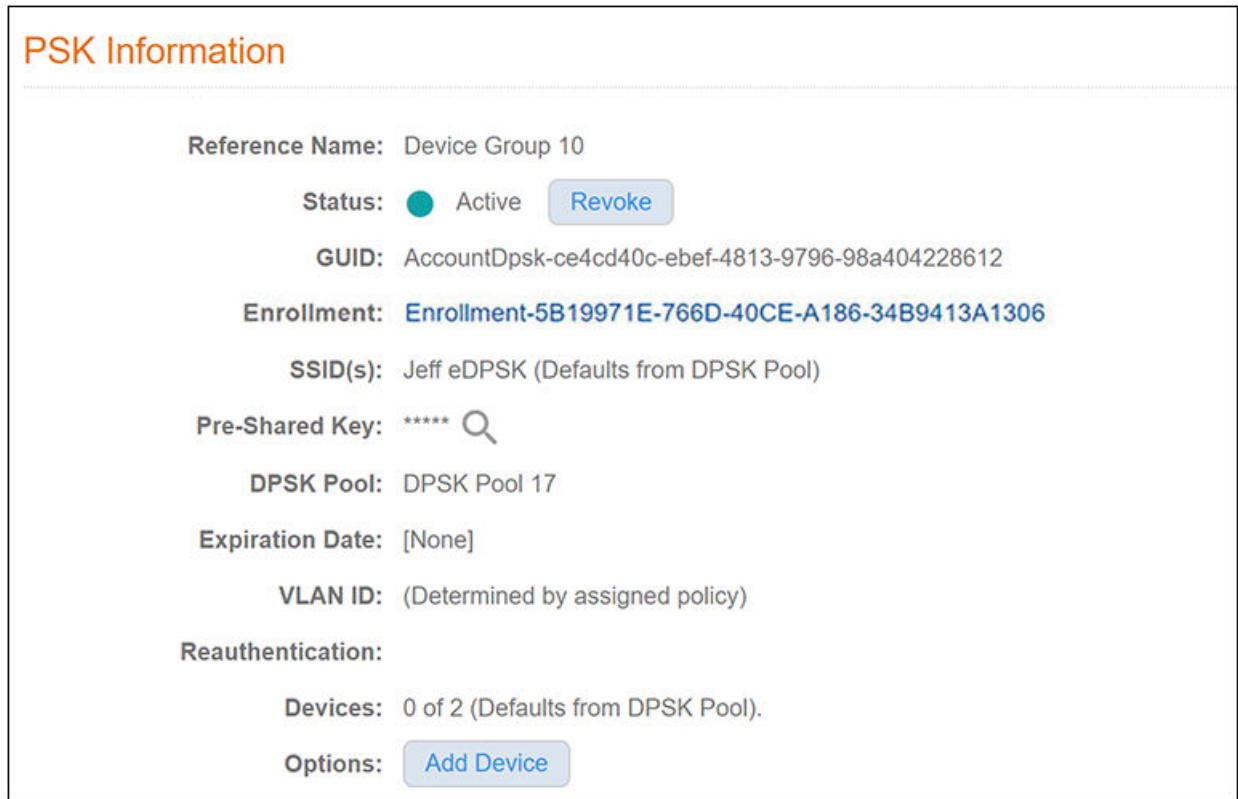 PSK Information
Reference Name: Device Group 10
Status: Active Revoke
GUID: AccountDpsk-ce4cd40c-ebef-4813-9796-98a404228612
Enrollment: Enrollment-5B19971E-766D-40CE-A186-34B9413A1306
SSID(s): Jeff eDPSK (Defaults from DPSK Pool)
Pre-Shared Key: *****
DPSK Pool: DPSK Pool 17
Expiration Date: [None]
VLAN ID: (Determined by assigned policy)
Reauthentication:
Devices: 0 of 2 (Defaults from DPSK Pool).
Options: Add Device